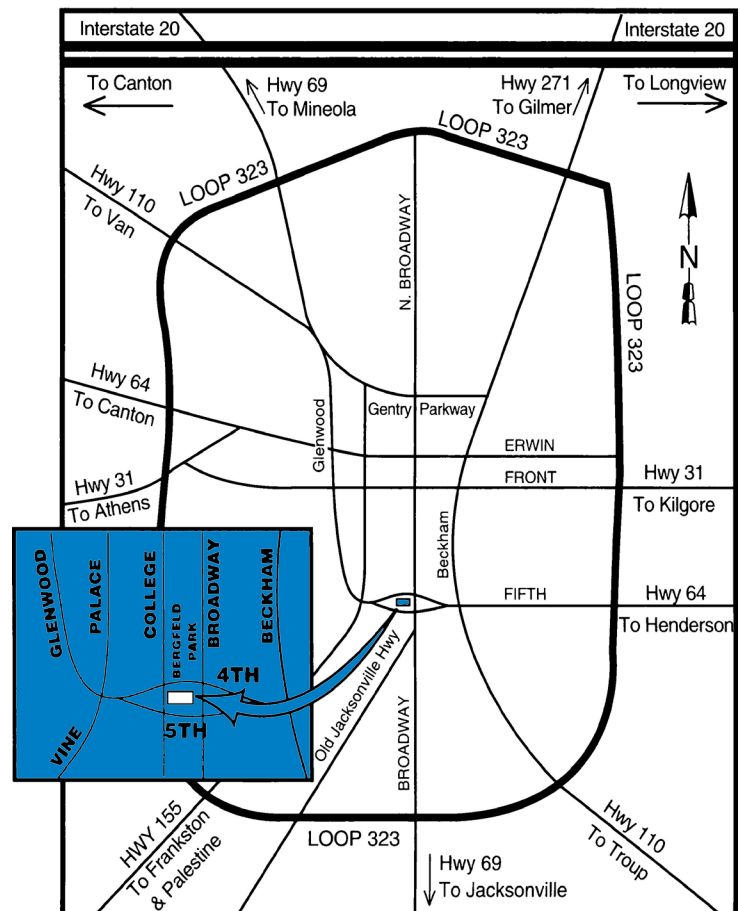 Interstate 20
Interstate 20
To Canton
Hwy 69
To Mineola
Hwy 271
To Gilmer
To Longview
LOOP 323
LOOP 323
Hwy 110
To Van
N. BROADWAY
N
LOOP 323
Hwy 64
To Canton
Glenwood
Gentry Parkway
ERWIN
Hwy 31
To Athens
FRONT
Hwy 31
To Kilgore
Beckham
FIFTH
Hwy 64
To Henderson
GLENWOOD
PALACE
COLLEGE
BERGFELD
PARK
BROADWAY
BECKHAM
4TH
5TH
VINE
Old Jacksonville Hwy
BROADWAY
HWY 155
To Frankston
& Palestine
LOOP 323
Hwy 69
To Jacksonville
Hwy 110
To Troup